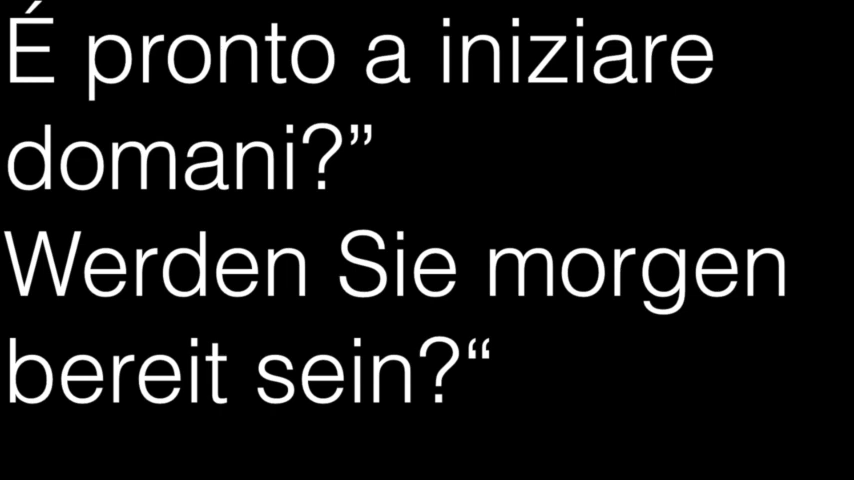 É pronto a iniziare
domani?”
Werden Sie morgen
bereit sein?“